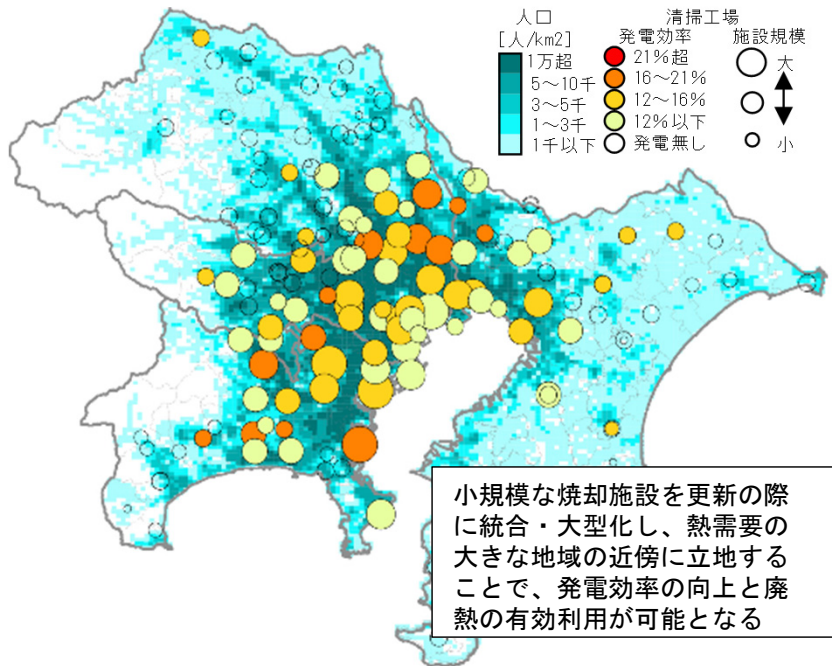 人口
[人/km2]
1万超
5～10千
3～5千
1～3千
1千以下
清掃工場
発電効率
21%超
16～21%
12～16%
12%以下
発電無し
施設規模
大
小
小規模な焼却施設を更新の際
に統合・大型化し、熱需要の
大きな地域の近傍に立地する
ことで、発電効率の向上と廃
熱の有効利用が可能となる